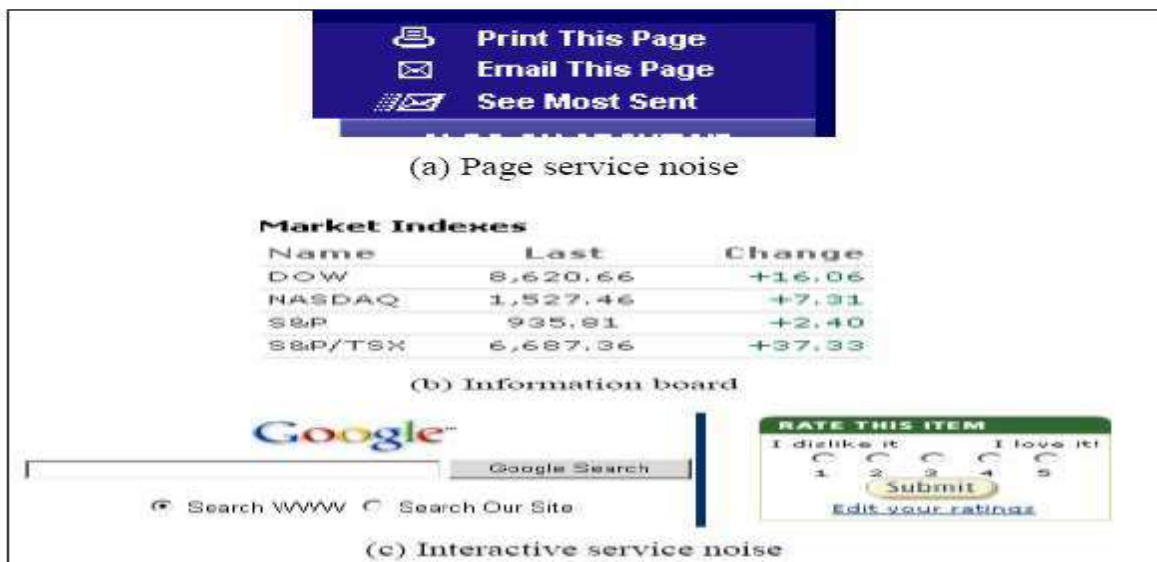 Print This Page
Email This Page
See Most Sent
(a) Page service noise
Market Indexes
Name Last Change
DOW 8,620.66 +16.06
NASDAQ 1,527.46 +7.31
S&P 935.81 +2.40
S&P/TSX 6,687.36 +37.33
(b) Information board
Google™
Google Search
Search WWW Search Our Site
RATE THIS ITEM
I dislike it I love it!
1 2 3 4 5
Submit
Edit your ratings
(c) Interactive service noise